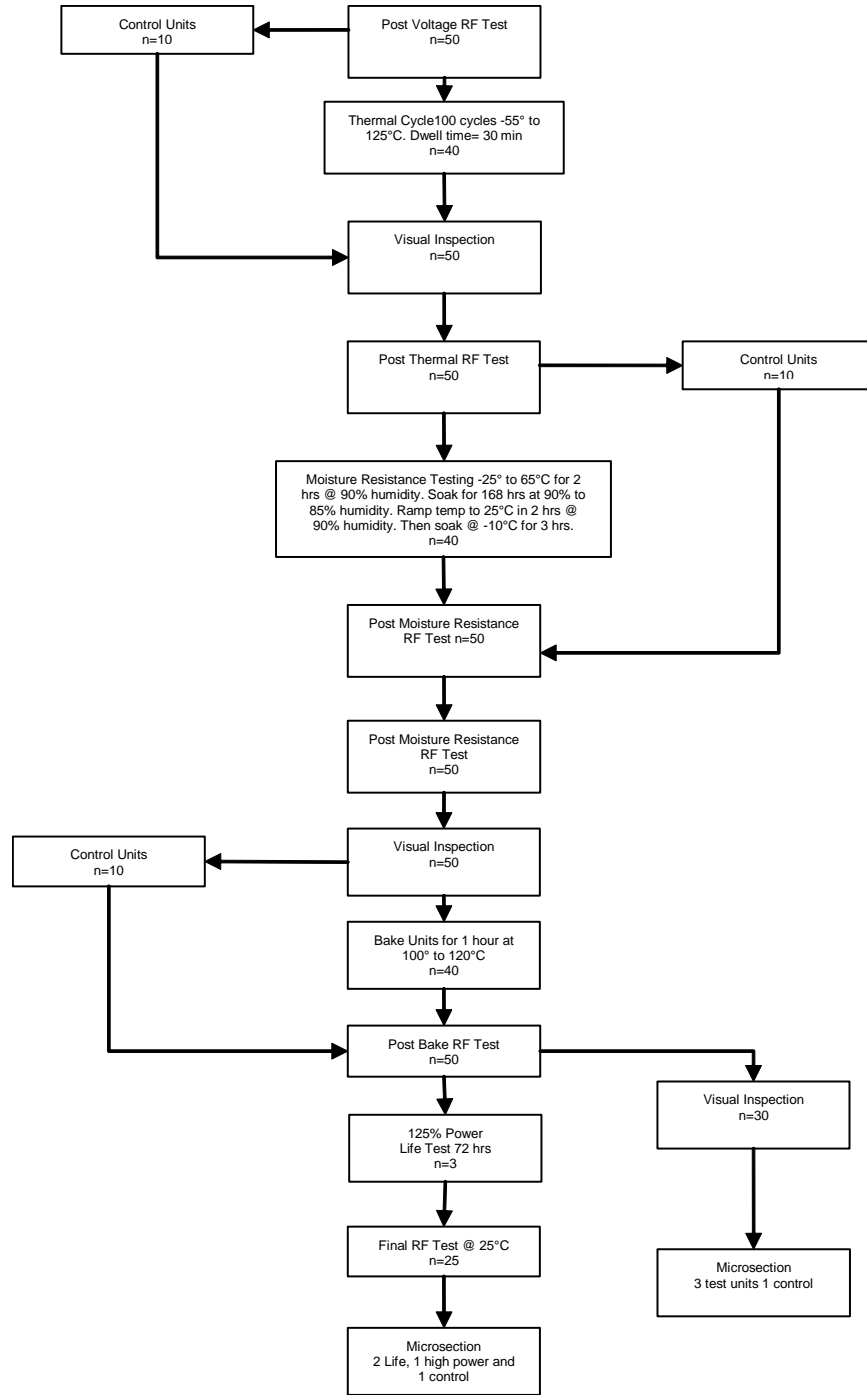 Control Units
n=10
Post Voltage RF Test
n=50
Thermal Cycle100 cycles -55° to
125°C. Dwell time= 30 min
n=40
Visual Inspection
n=50
Post Thermal RF Test
n=50
Control Units
n=10
Moisture Resistance Testing -25° to 65°C for 2
hrs @ 90% humidity. Soak for 168 hrs at 90% to
85% humidity. Ramp temp to 25°C in 2 hrs @
90% humidity. Then soak @ -10°C for 3 hrs.
n=40
Post Moisture Resistance
RF Test n=50
Post Moisture Resistance
RF Test
n=50
Visual Inspection
n=50
Control Units
n=10
Bake Units for 1 hour at
100° to 120°C
n=40
Post Bake RF Test
n=50
Visual Inspection
n=30
125% Power
Life Test 72 hrs
n=3
Final RF Test @ 25°C
n=25
Microsection
3 test units 1 control
Microsection
2 Life, 1 high power and
1 control